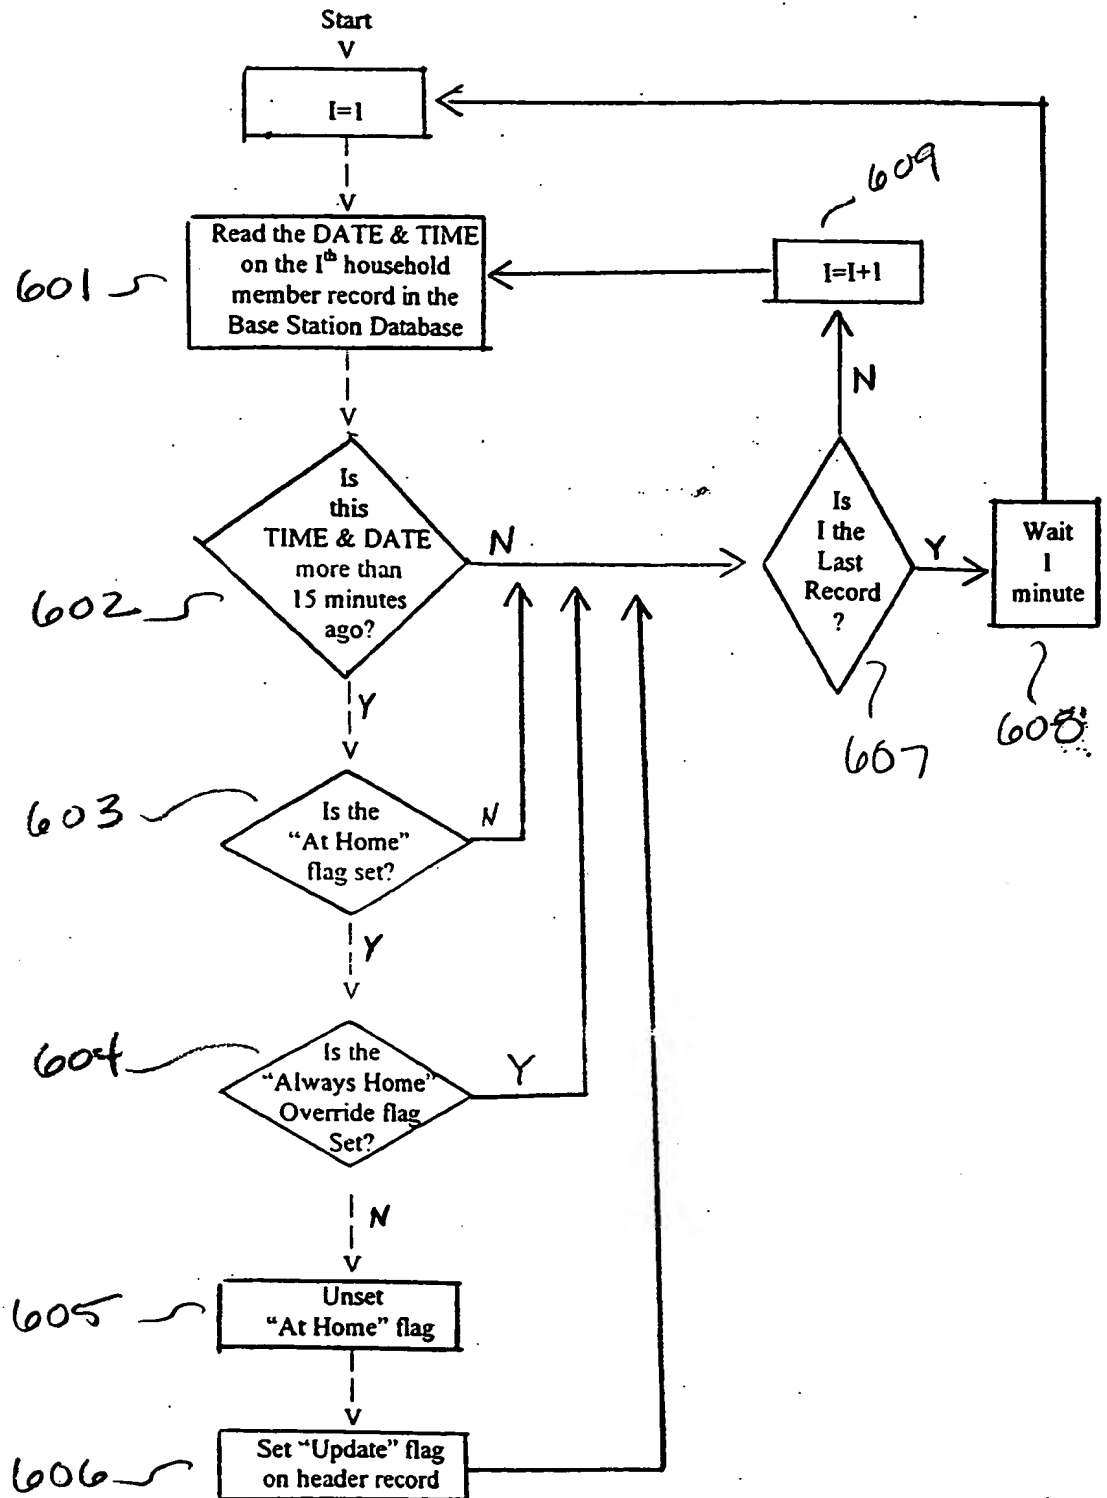 Start
V
I=1
V
609
Read the DATE & TIME
on the Ith household
member record in the
Base Station Database
601
I=I+1
N
V
Is
this
TIME & DATE
more than
15 minutes
ago?
N
602
Is
I the
Last
Record
?
Y
Wait
1
minute
607
608
Y
V
603
Is the
“At Home”
flag set?
N
Y
V
604
Is the
“Always Home”
Override flag
Set?
Y
N
V
605
Unset
“At Home” flag
V
606
Set “Update” flag
on header record